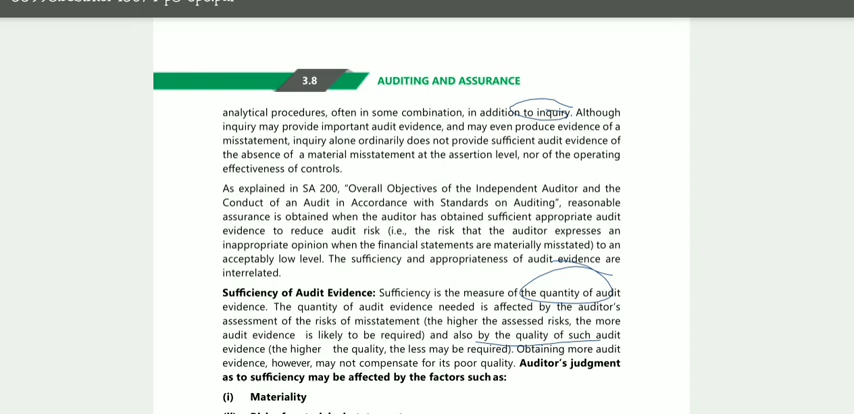 3.8 AUDITING AND ASSURANCE
analytical procedures, often in some combination, in addition to inquiry. Although
inquiry may provide important audit evidence, and may even produce evidence of a
misstatement, inquiry alone ordinarily does not provide sufficient audit evidence of
the absence of a material misstatement at the assertion level, nor of the operating
effectiveness of controls.
As explained in SA 200, "Overall Objectives of the Independent Auditor and the
Conduct of an Audit in Accordance with Standards on Auditing", reasonable
assurance is obtained when the auditor has obtained sufficient appropriate audit
evidence to reduce audit risk (i.e., the risk that the auditor expresses an
inappropriate opinion when the financial statements are materially misstated) to an
acceptably low level. The sufficiency and appropriateness of audit evidence are
interrelated.
Sufficiency of Audit Evidence: Sufficiency is the measure of the quantity of audit
evidence. The quantity of audit evidence needed is affected by the auditor's
assessment of the risks of misstatement (the higher the assessed risks, the more
audit evidence is likely to be required) and also by the quality of such audit
evidence (the higher the quality, the less may be required). Obtaining more audit
evidence, however, may not compensate for its poor quality. Auditor's judgment
as to sufficiency may be affected by the factors such as:
(i) Materiality